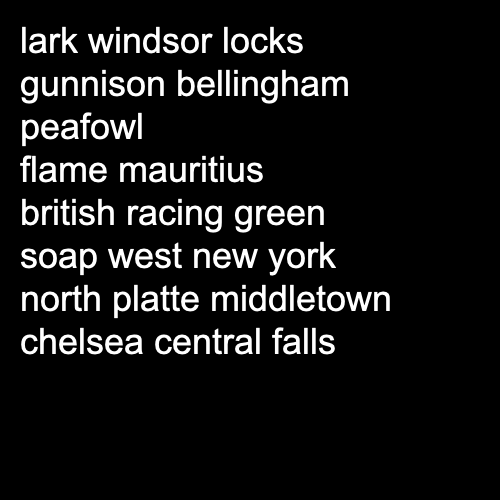 lark windsor locks
gunnison bellingham
peafowl
flame mauritius
british racing green
soap west new york
north platte middletown
chelsea central falls